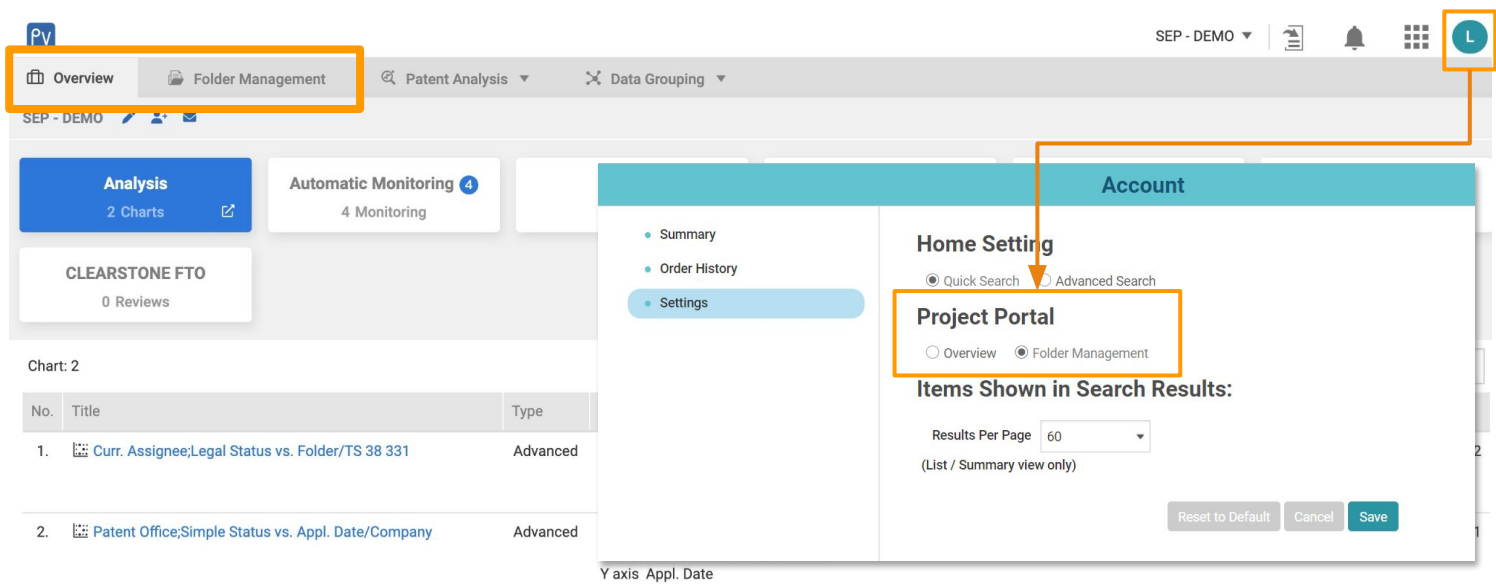 PV
SEP - DEMO
L
Overview
Folder Management
Patent Analysis
Data Grouping
SEP - DEMO
Analysis
2 Charts
Automatic Monitoring 4
4 Monitoring
CLEARSTONE FTO
0 Reviews
Account
Summary
Order History
Settings
Home Setting
Quick Search
Advanced Search
Project Portal
Overview
Folder Management
Items Shown in Search Results:
Results Per Page 60
(List / Summary view only)
Reset to Default
Cancel
Save
Chart: 2
No. Title Type
1. Curr. Assignee;Legal Status vs. Folder/TS 38 331 Advanced
2. Patent Office;Simple Status vs. Appl. Date/Company Advanced
Y axis Appl. Date